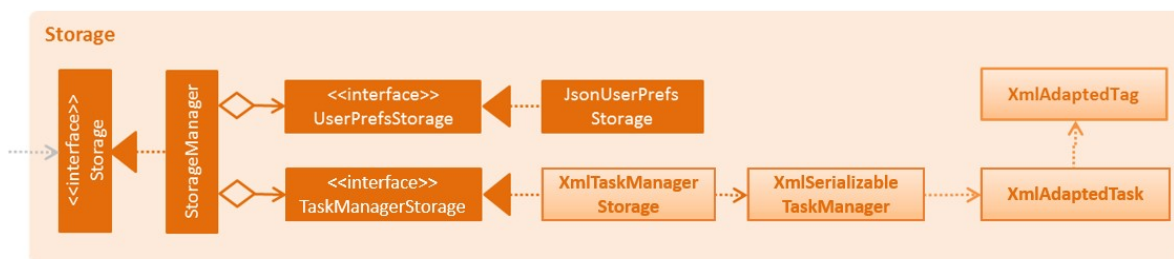 Storage
<<interface>>
Storage
StorageManager
<<interface>>
UserPrefsStorage
JsonUserPrefs
Storage
XmlAdaptedTag
<<interface>>
TaskManagerStorage
XmlTaskManager
Storage
XmlSerializable
TaskManager
XmlAdaptedTask